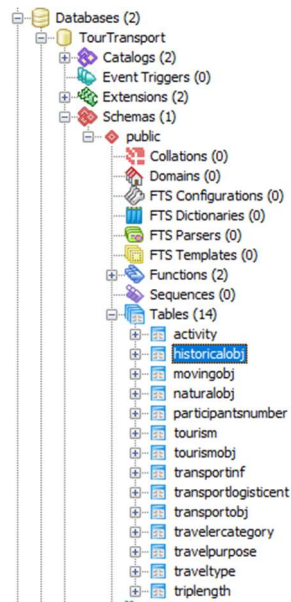 Databases (2)
TourTransport
Catalogs (2)
Event Triggers (0)
Extensions (2)
Schemas (1)
public
Collations (0)
Domains (0)
FTS Configurations (0)
FTS Dictionaries (0)
FTS Parsers (0)
FTS Templates (0)
Functions (2)
Sequences (0)
Tables (14)
activity
historicalobj
movingobj
naturalobj
participantsnumber
tourism
tourismobj
transportinf
transportlogisticent
transportobj
travelercategory
travelpurpose
traveltype
triplength